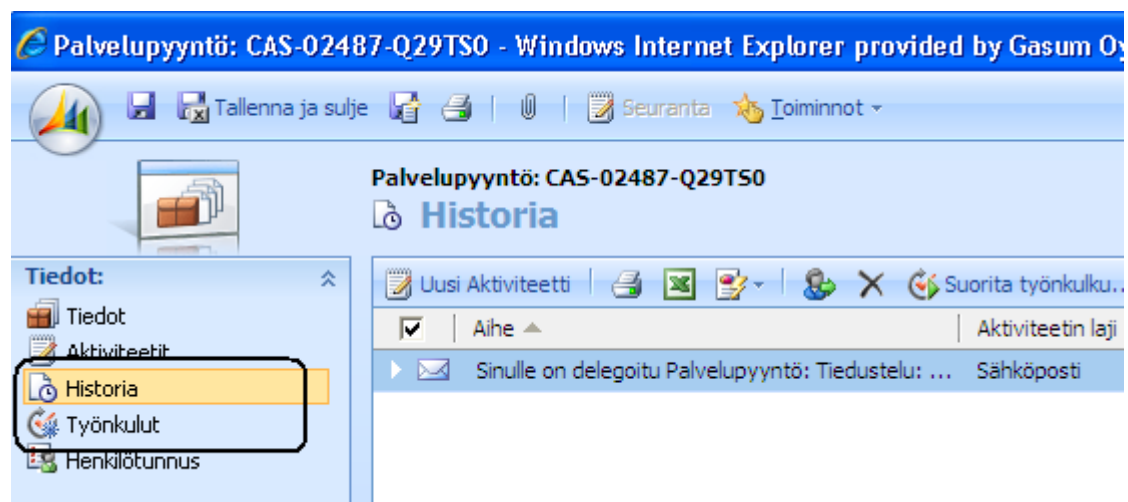 Palvelupyyntö: CAS-02487-Q29TS0 - Windows Internet Explorer provided by Gasum Oy
Tallenna ja sulje Seuranta Toiminnot
Palvelupyyntö: CAS-02487-Q29TS0
Historia
Tiedot:
Uusi Aktiviteetti Suorita työnkulku...
Tiedot
Aihe Aktiviteetin laji
Aktiviteetit
Sinulle on delegoitu Palvelupyyntö: Tiedustelu: ... Sähköposti
Historia
Työnkulut
Henkilötunnus